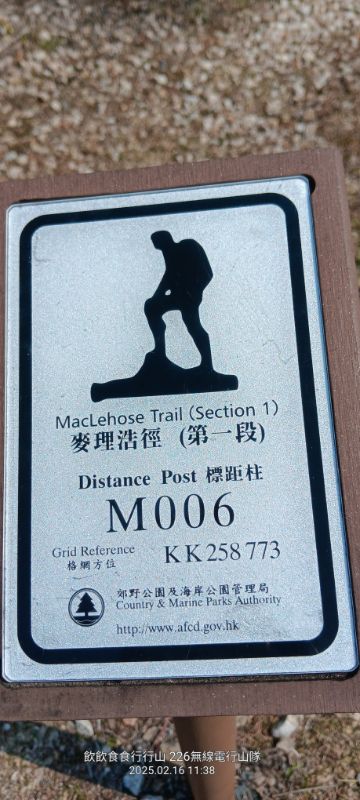 MacLehose Trail (Section 1)
麥理浩徑 (第一段)
Distance Post 標距柱
M006
Grid Reference
格網方位
KK258773
郊野公園及海岸公園管理局
Country & Marine Parks Authority
http://www.afcd.gov.hk
飲飲食食行行山 226無線電行山隊
2025.02.16 11:38